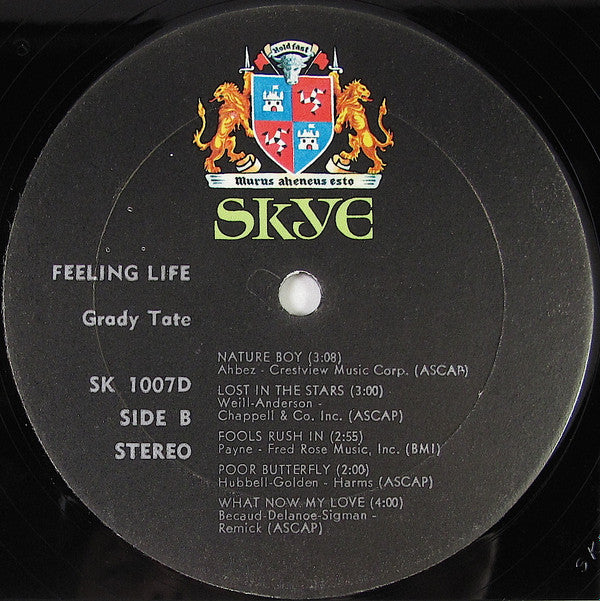 Hold fast
Murus aheneus esto
SKYE
FEELING LIFE
Grady Tate
SK 1007D
SIDE B
STEREO
NATURE BOY (3:08)
Ahbez - Crestview Music Corp. (ASCAP)
LOST IN THE STARS (3:00)
Weill-Anderson -
Chappell & Co. Inc. (ASCAP)
FOOLS RUSH IN (2:55)
Payne - Fred Rose Music, Inc. (BMI)
POOR BUTTERFLY (2:00)
Hubbell-Golden - Harms (ASCAP)
WHAT NOW MY LOVE (4:00)
Becaud-Delanoe-Sigman -
Remick (ASCAP)